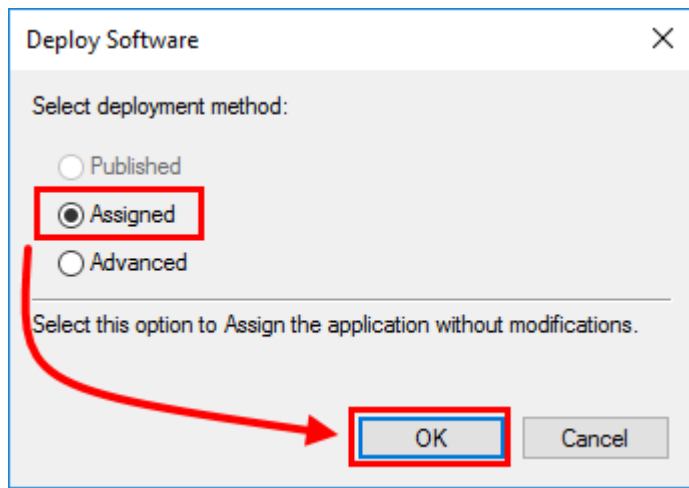 Deploy Software
Select deployment method:
Published
Assigned
Advanced
Select this option to Assign the application without modifications.
OK Cancel